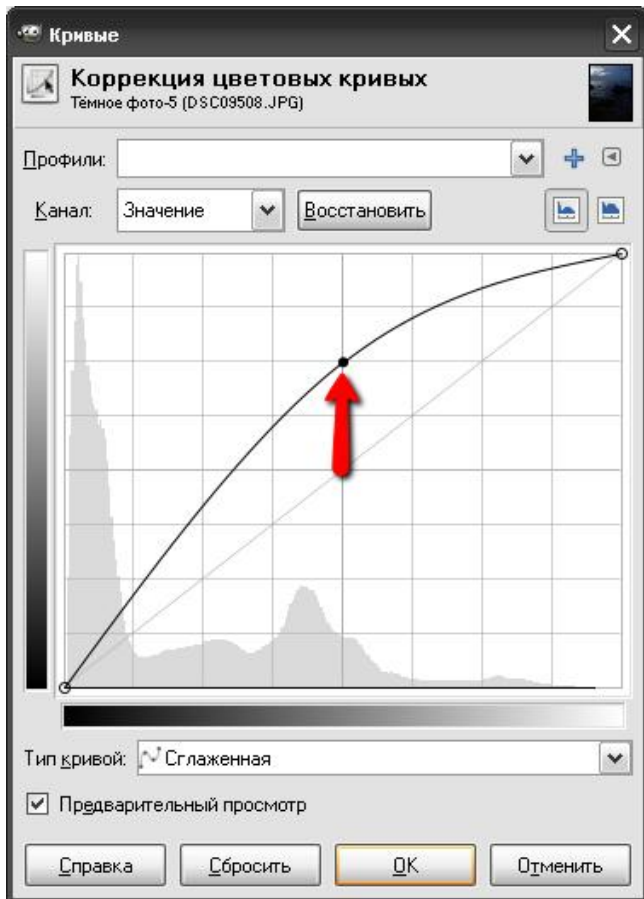 Кривые
Коррекция цветовых кривых
Тёмное фото-5 (DSC09508.JPG)
Профили:
Канал: Значение Восстановить
Тип кривой: Сглаженная
Предварительный просмотр
Справка Сбросить OK Отменить